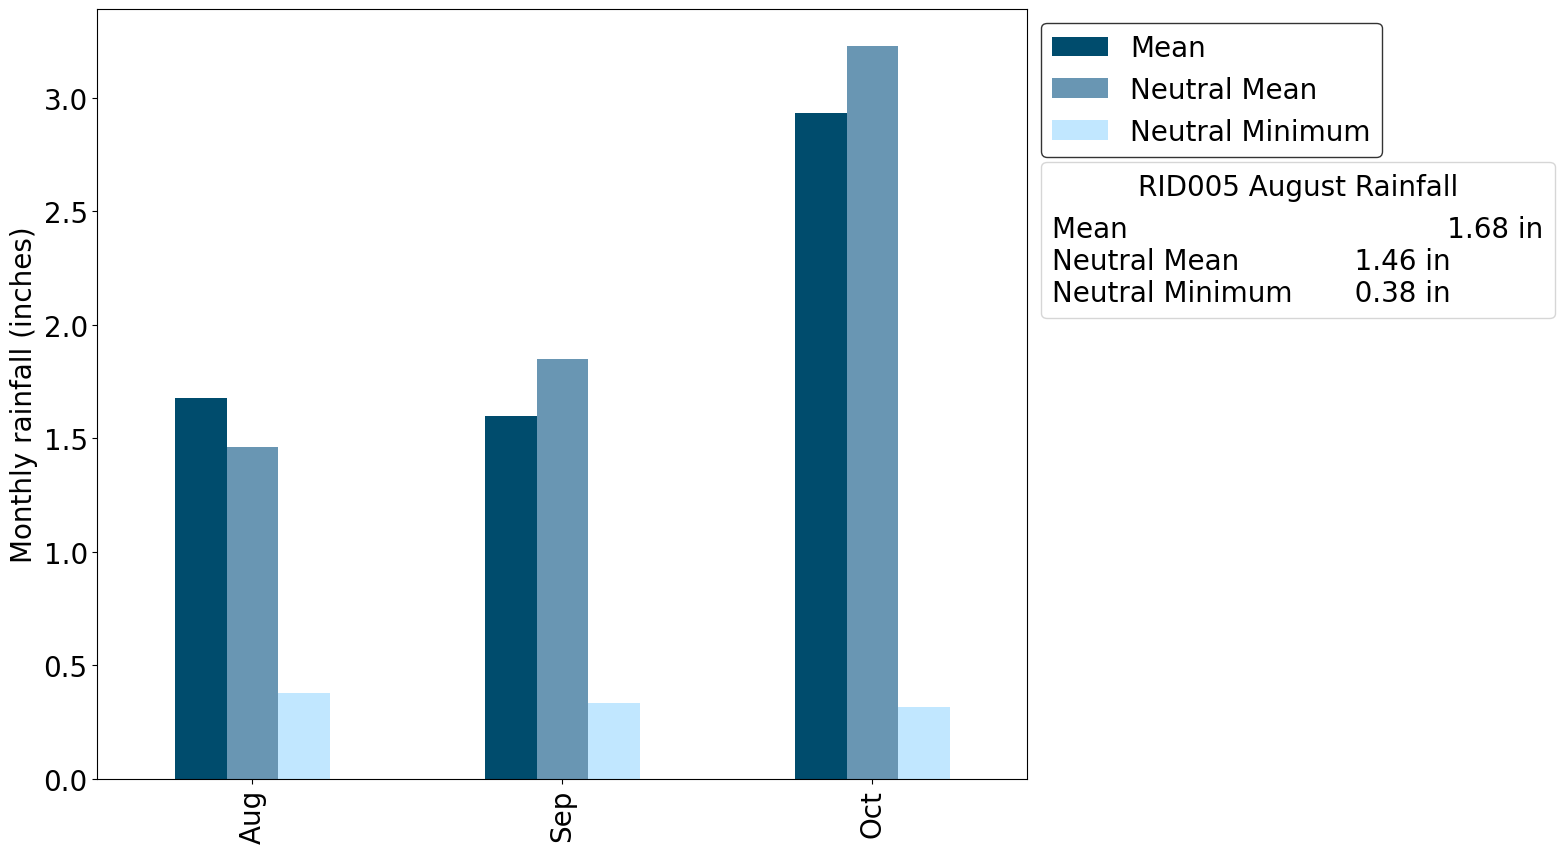 Monthly rainfall (inches)
3.0
2.5
2.0
1.5
1.0
0.5
0.0
Aug
Sep
Oct
Mean
Neutral Mean
Neutral Minimum
RID005 August Rainfall
Mean 1.68 in
Neutral Mean 1.46 in
Neutral Minimum 0.38 in